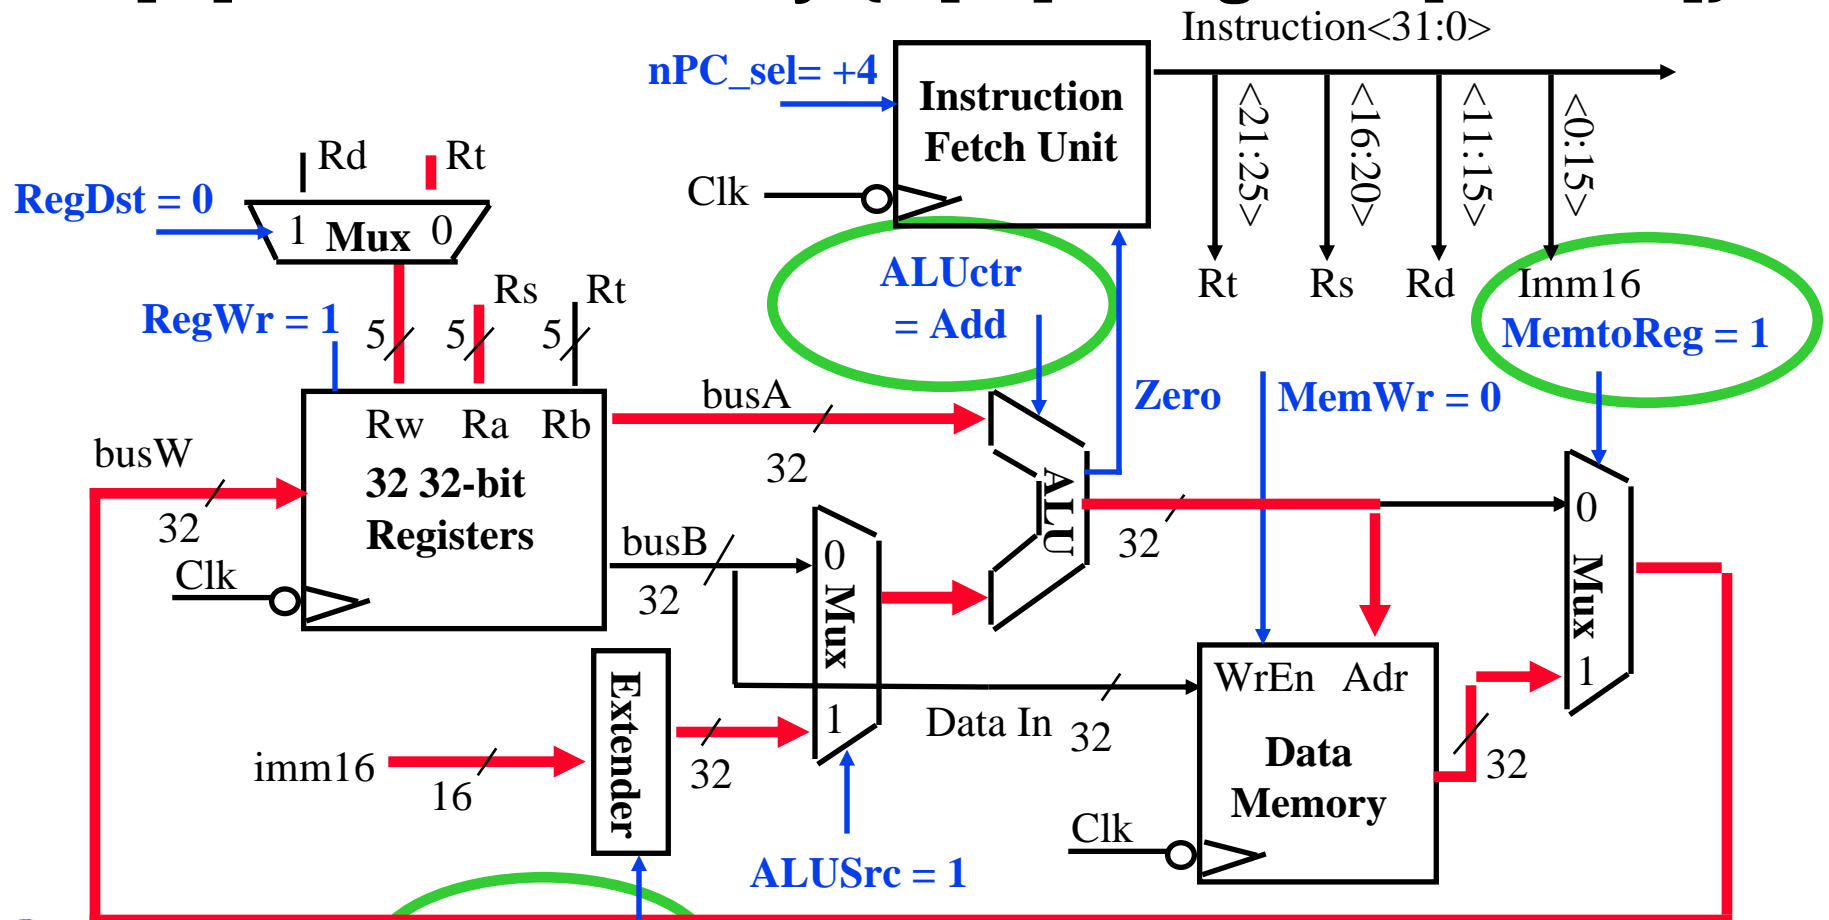 Instruction<31:0>
nPC_sel= +4
Instruction
Fetch Unit
Clk
<21:25>
<16:20>
<11:15>
<0:15>
Rt
Rs
Rd
Imm16
Rd
Rt
RegDst = 0
1
Mux
0
ALUctr
= Add
MemtoReg = 1
RegWr = 1
5
5
Rs
5
Rt
busA
32
Zero
MemWr = 0
Rw
Ra
Rb
32 32-bit
Registers
busW
32
Clk
busB
32
0
Mux
1
ALU
32
0
Mux
1
WrEn
Adr
Data
Memory
Data In
32
32
Clk
imm16
16
Extender
32
ALUSrc = 1